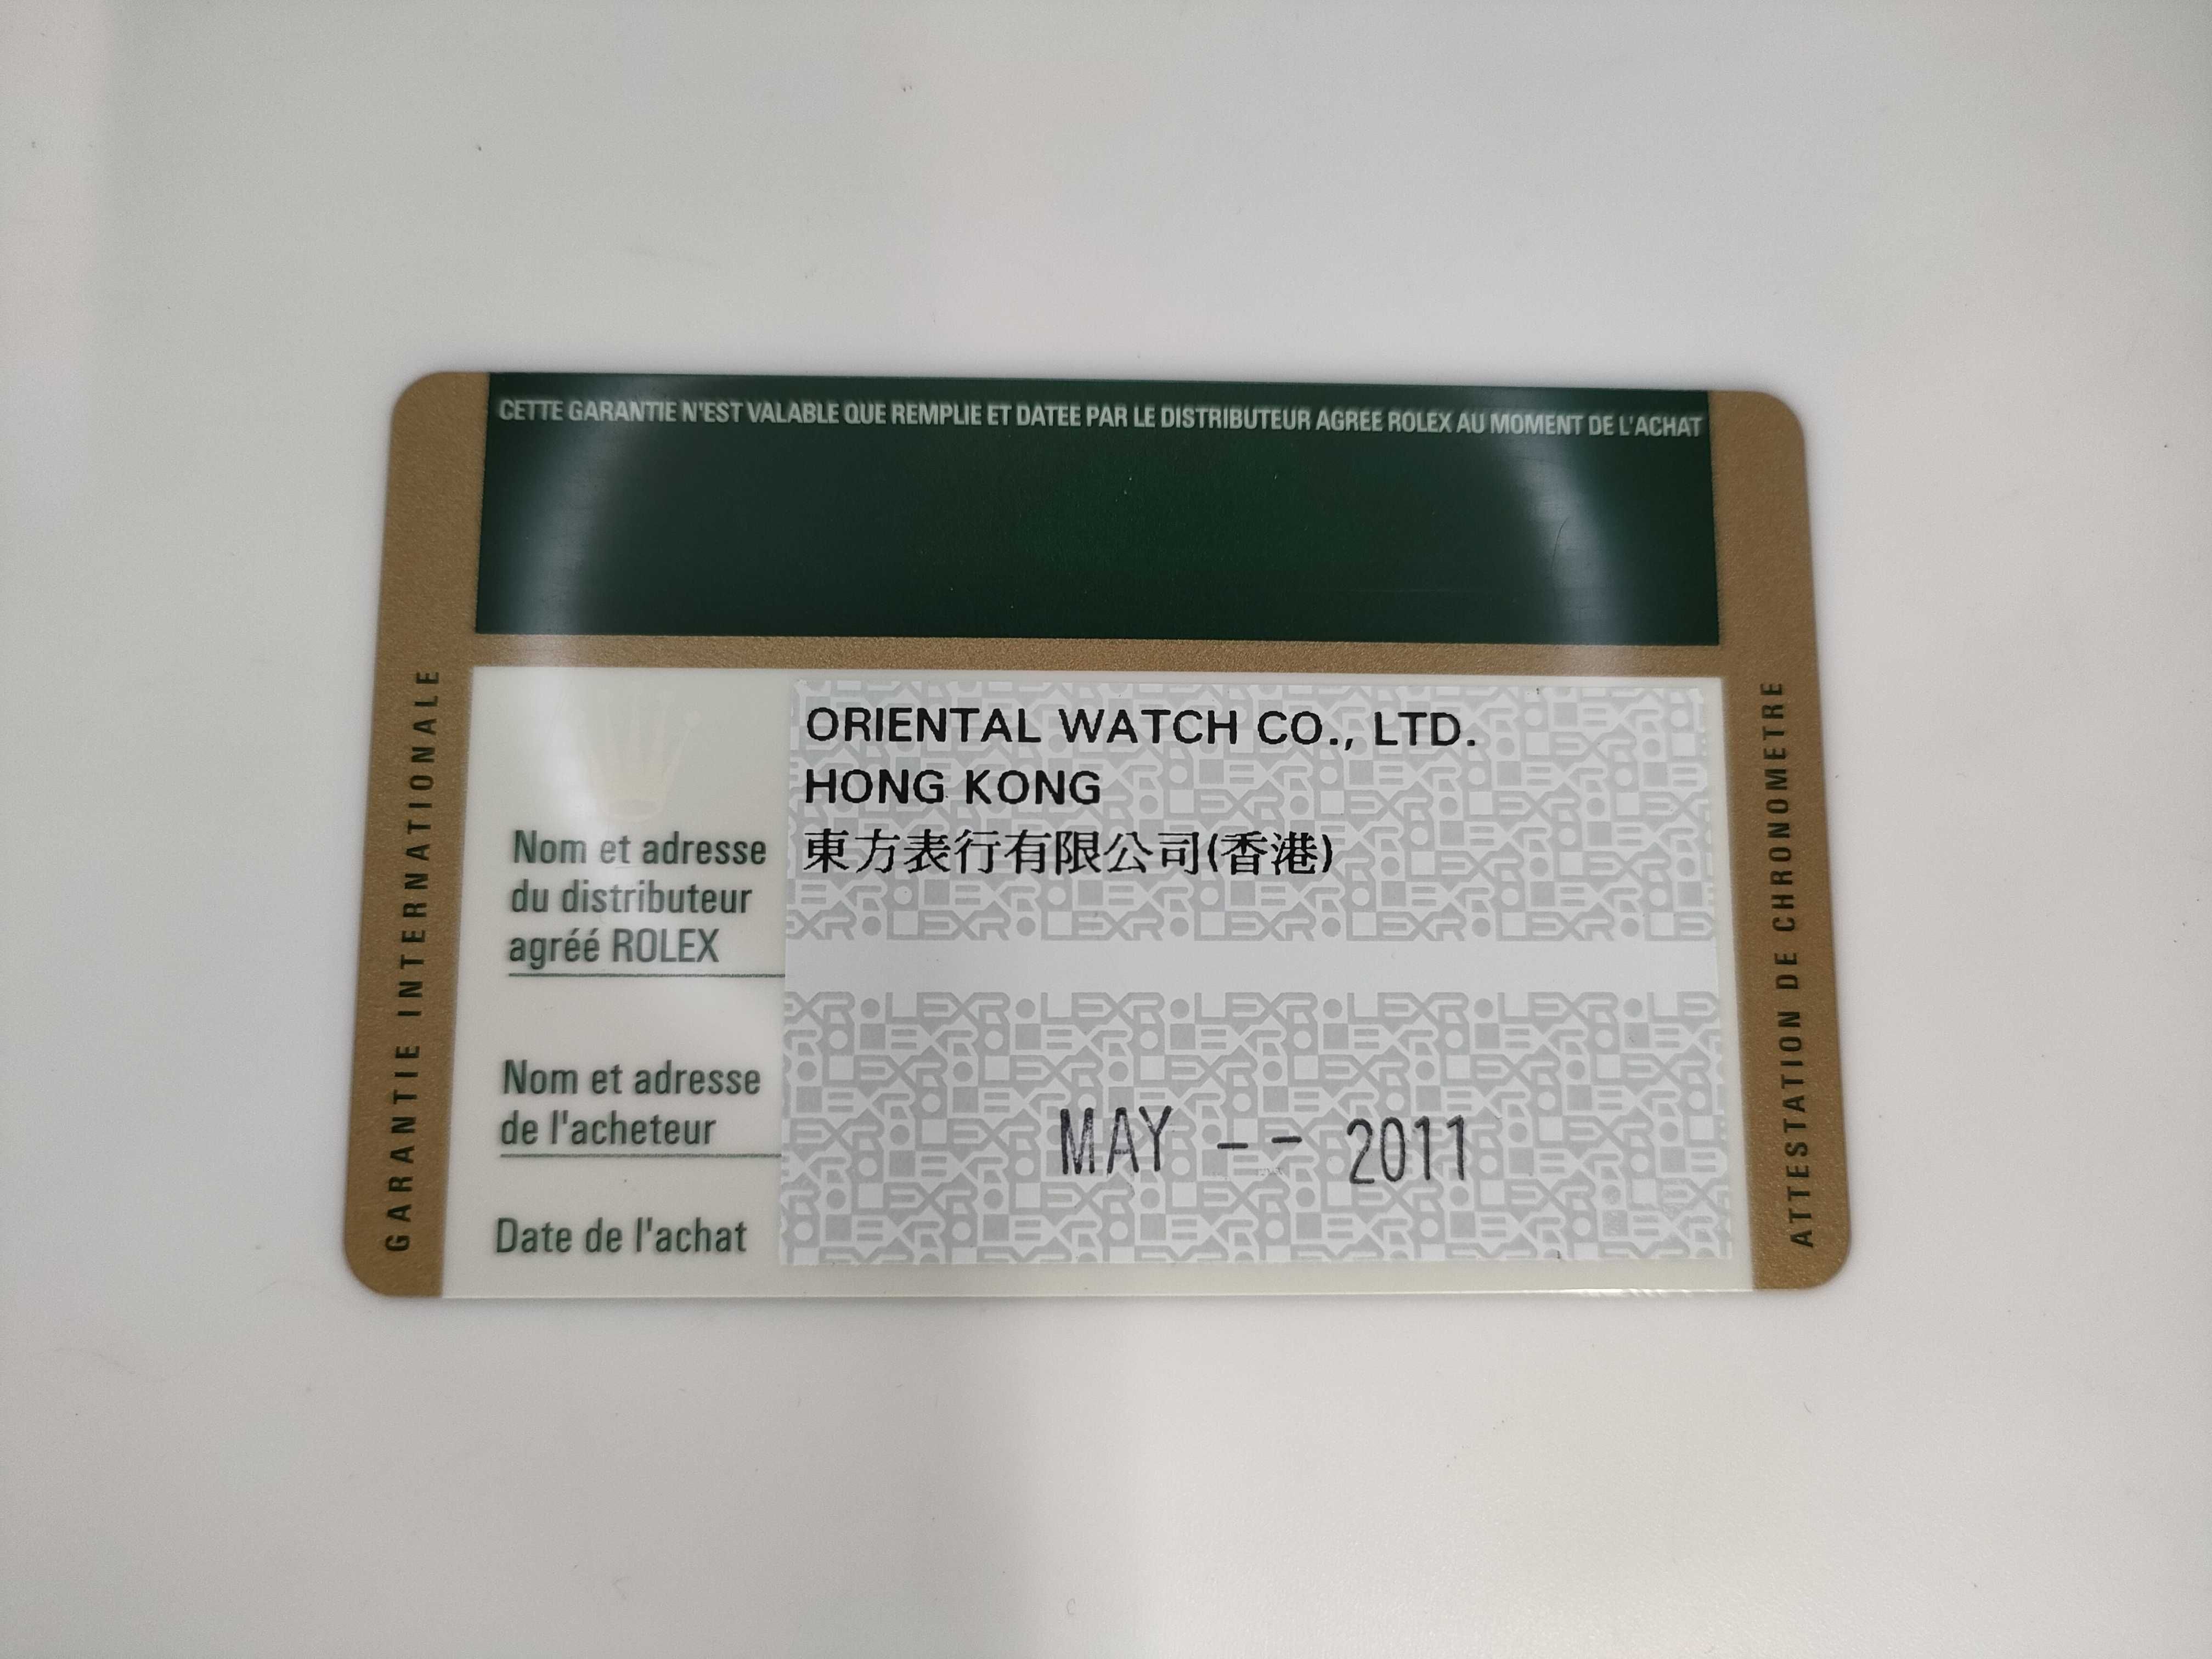 CETTE GARANTIE N'EST VALABLE QUE REMPLIE ET DATEE PAR LE DISTRIBUTEUR AGREE ROLEX AU MOMENT DE L'ACHAT
GARANTIE INTERNATIONALE
ORIENTAL WATCH CO., LTD.
HONG KONG
東方表行有限公司(香港)
Nom et adresse
du distributeur
agréé ROLEX
Nom et adresse
de l'acheteur
MAY -- 2011
Date de l'achat
ATTESTATION DE CHRONOMETRE